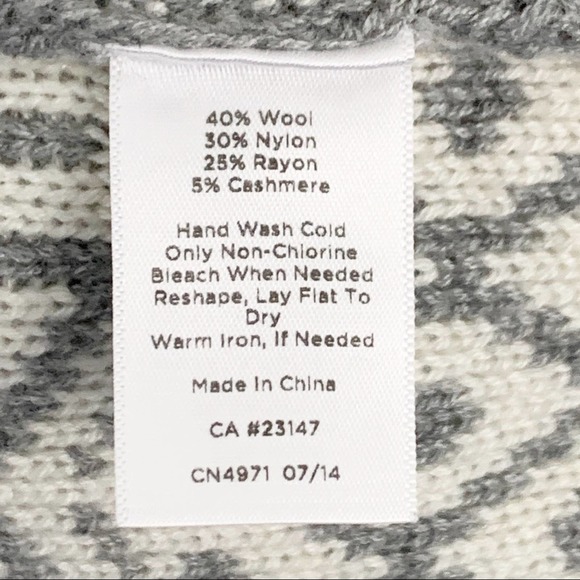 40% Wool
30% Nylon
25% Rayon
5% Cashmere
Hand Wash Cold
Only Non-Chlorine
Bleach When Needed
Reshape, Lay Flat To
Dry
Warm Iron, If Needed
Made In China
CA #23147
CN4971 07/14